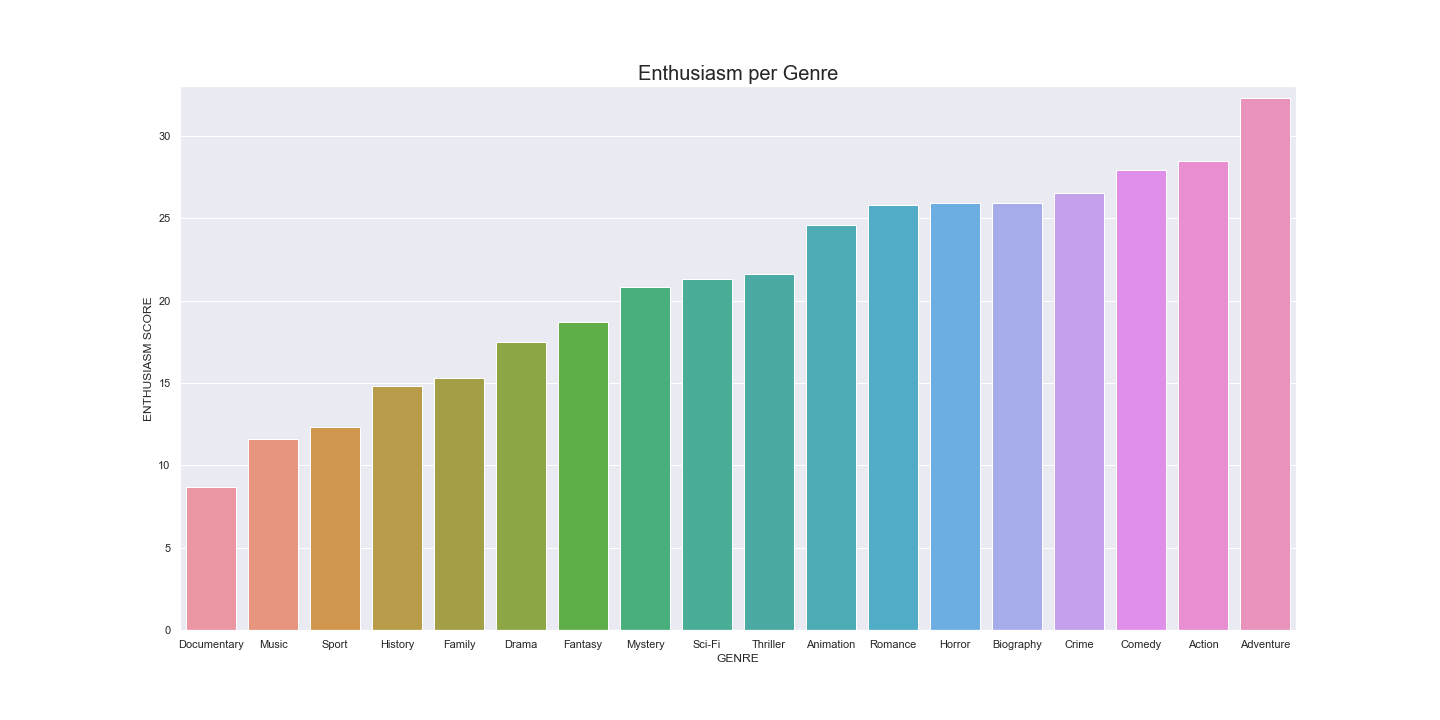 Enthusiasm per Genre
30
25
20
15
10
5
0
ENTHUSIASM SCORE
Documentary Music Sport History Family Drama Fantasy Mystery Sci-Fi Thriller Animation Romance Horror Biography Crime Comedy Action Adventure
GENRE